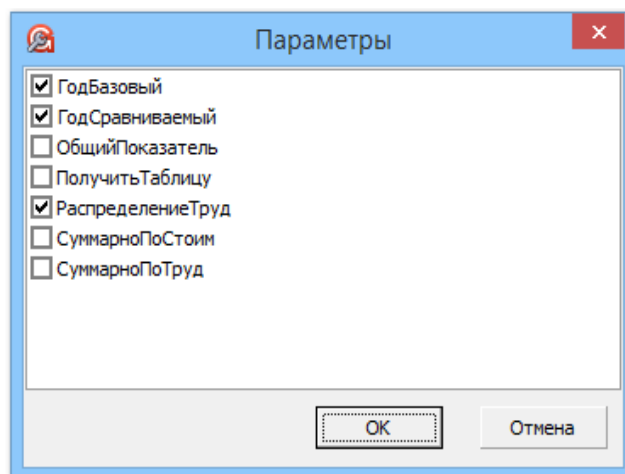 Параметры
ГодБазовый
ГодСравниваемый
ОбщийПоказатель
ПолучитьТаблицу
РаспределениеТруд
СуммарноПоСтоим
СуммарноПоТруд
OK
Отмена